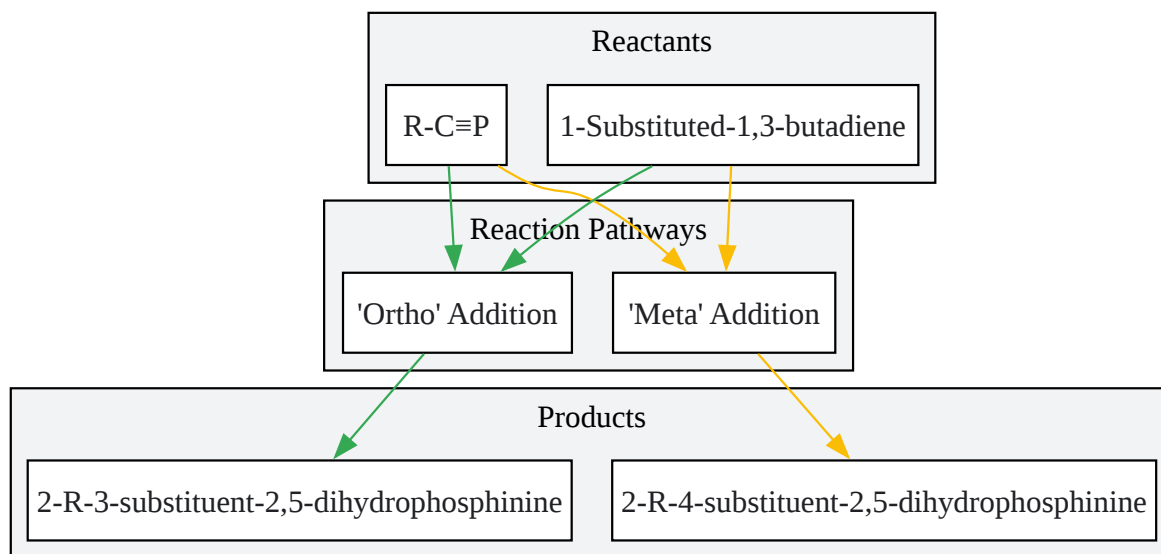 Reactants
R-C≡P
1-Substituted-1,3-butadiene
Reaction Pathways
'Ortho' Addition
'Meta' Addition
Products
2-R-3-substituent-2,5-dihydrophosphinine
2-R-4-substituent-2,5-dihydrophosphinine